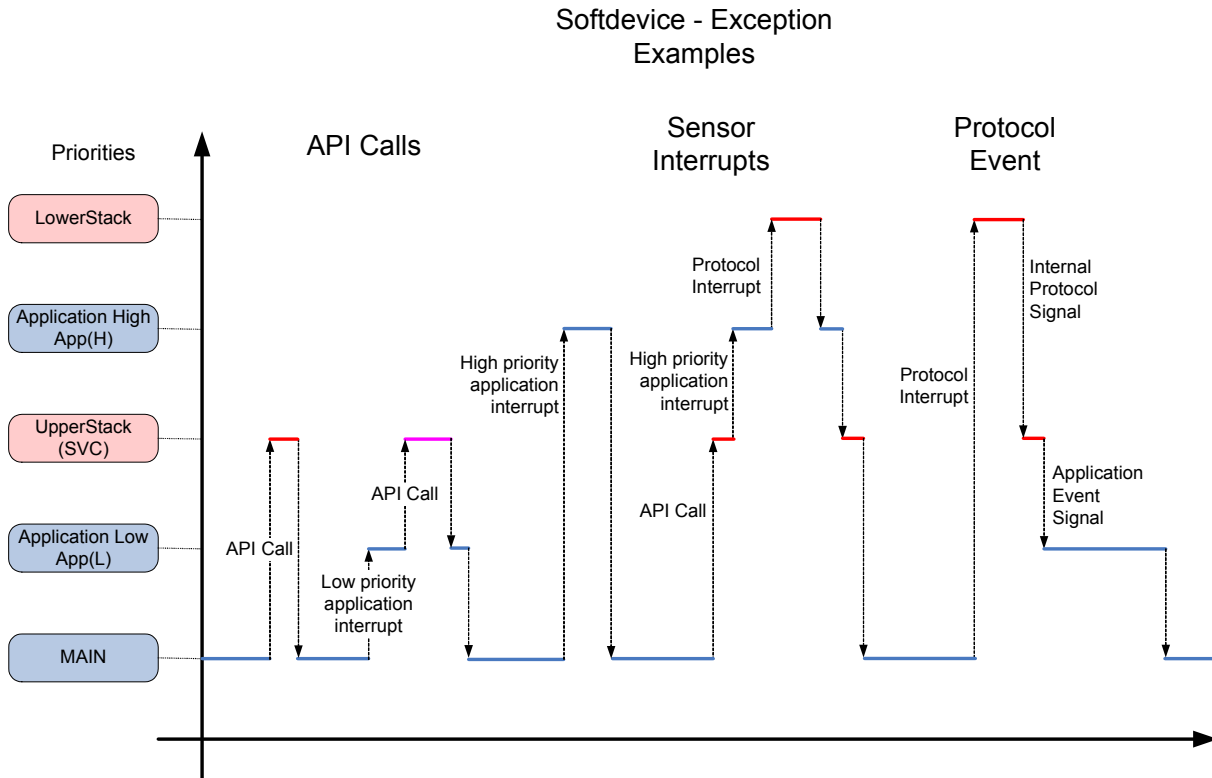 Softdevice - Exception
Examples
Priorities
API Calls
Sensor
Interrupts
Protocol
Event
LowerStack
Application High
App(H)
UpperStack
(SVC)
Application Low
App(L)
MAIN
API Call
Low priority
application
interrupt
API Call
High priority
application
interrupt
API Call
High priority
application
interrupt
Protocol
Interrupt
Protocol
Interrupt
Internal
Protocol
Signal
Application
Event
Signal